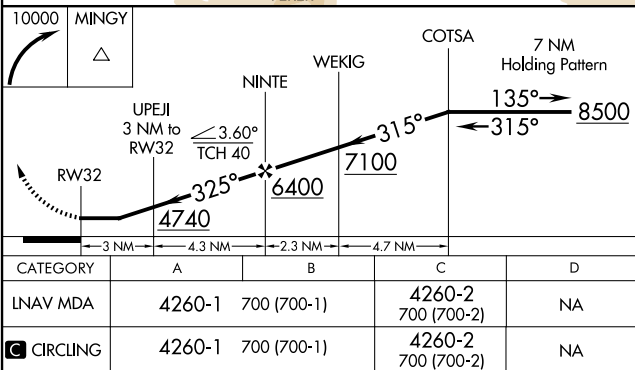 10000 MINGY
COTSA
7 NM
Holding Pattern
WEKIG
NINTE
135°
315°
8500
UPEJI
3 NM to
RW32
3.60°
TCH 40
315°
7100
RW32
325°
6400
4740
3 NM 4.3 NM 2.3 NM 4.7 NM
CATEGORY A B C D
LNAV MDA 4260-1 700 (700-1) 4260-2 NA
700 (700-2)
C CIRCLING 4260-1 700 (700-1) 4260-2 NA
700 (700-2)